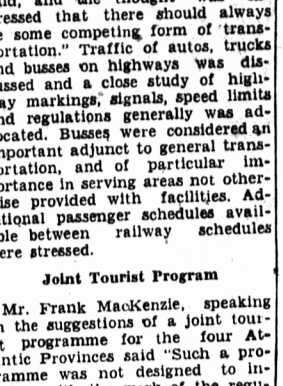 ressed that there should always
e some competing form of trans-
ortation." Traffic of autos, trucks
nd busses on highways was dis-
ussed and a close study of high-
ay markings, signals, speed limits
nd regulations generally was ad-
ocated. Busses were considered an
mportant adjunct to general trans-
ortation, and of particular im-
ortance in serving areas not other-
ise provided with facilities. Ad-
tional passenger schedules avail-
ble between railway schedules
ere stressed.
Joint Tourist Program
Mr. Frank MacKenzie, speaking
n the suggestions of a joint tour-
t programme for the four At-
ntic Provinces said "Such a pro-
ramme was not designed to in-